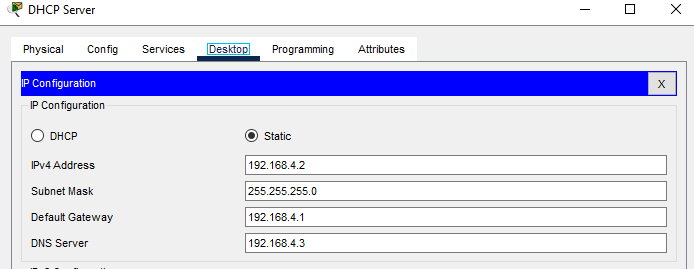 DHCP Server
Physical Config Services Desktop Programming Attributes
IP Configuration X
IP Configuration
DHCP Static
IPv4 Address 192.168.4.2
Subnet Mask 255.255.255.0
Default Gateway 192.168.4.1
DNS Server 192.168.4.3